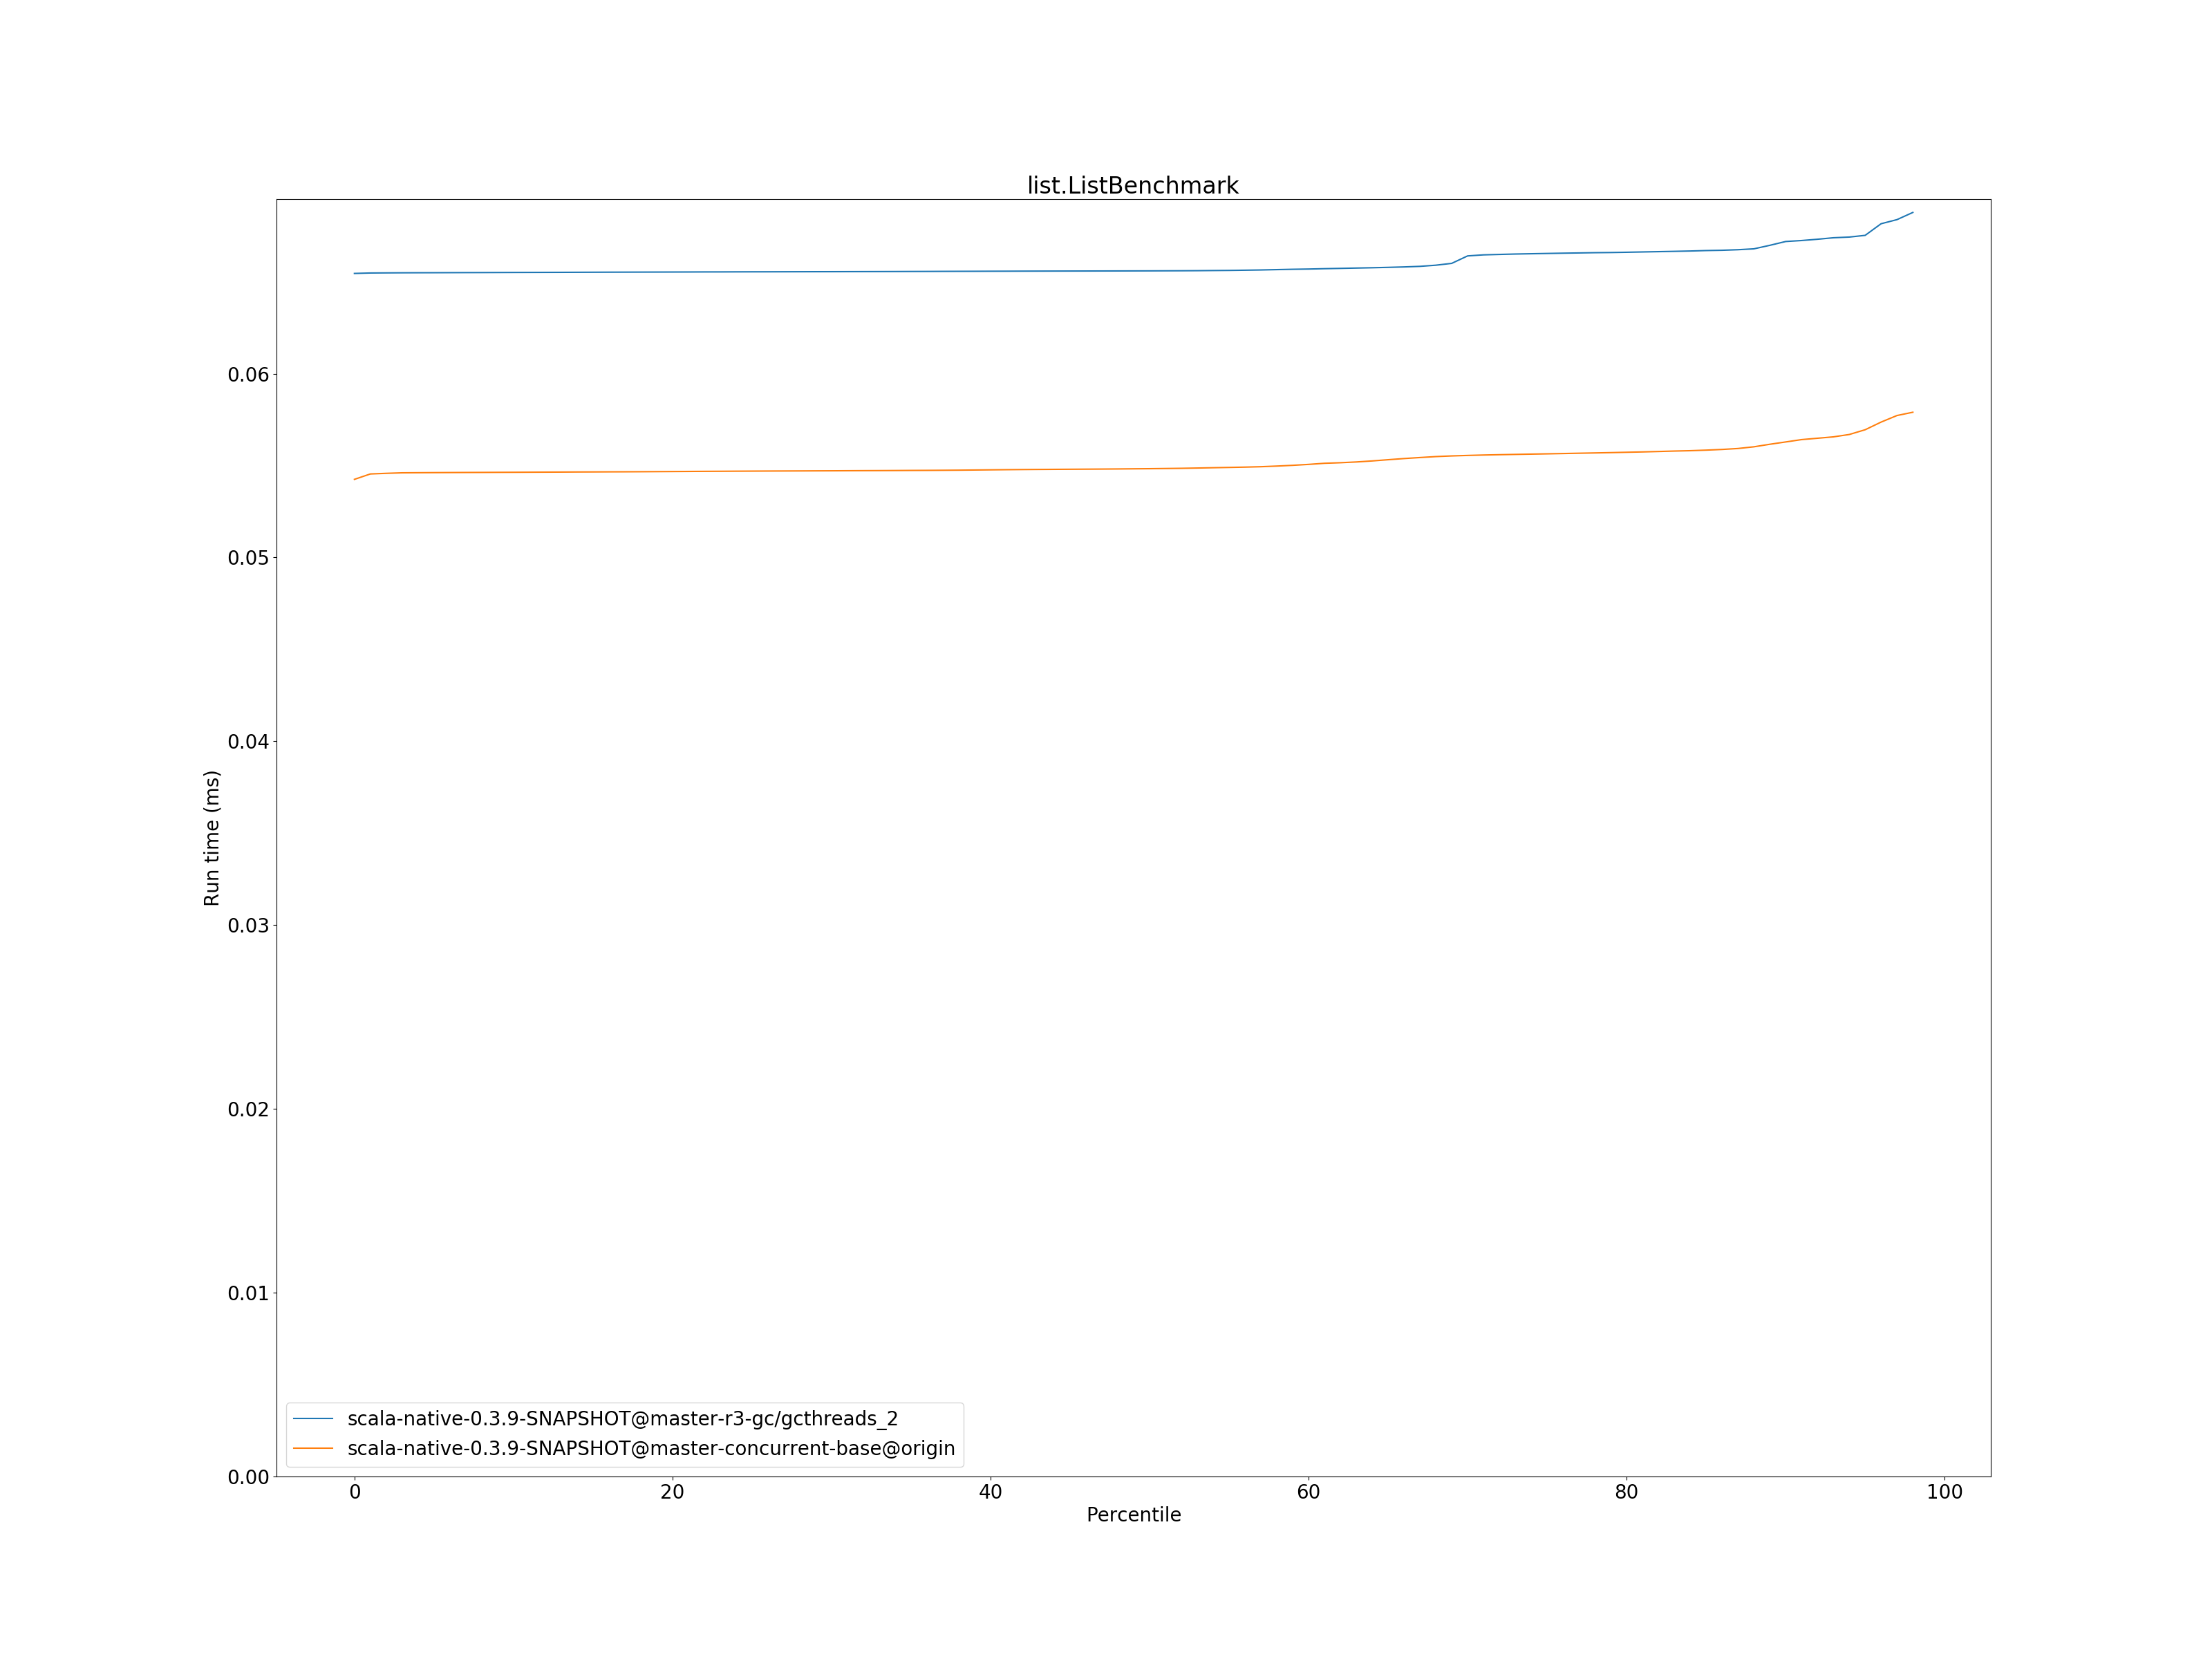 list.ListBenchmark
0.06
0.05
0.04
0.03
0.02
0.01
0.00
Run time (ms)
scala-native-0.3.9-SNAPSHOT@master-r3-gc/gcthreads_2
scala-native-0.3.9-SNAPSHOT@master-concurrent-base@origin
0 20 40 60 80 100
Percentile